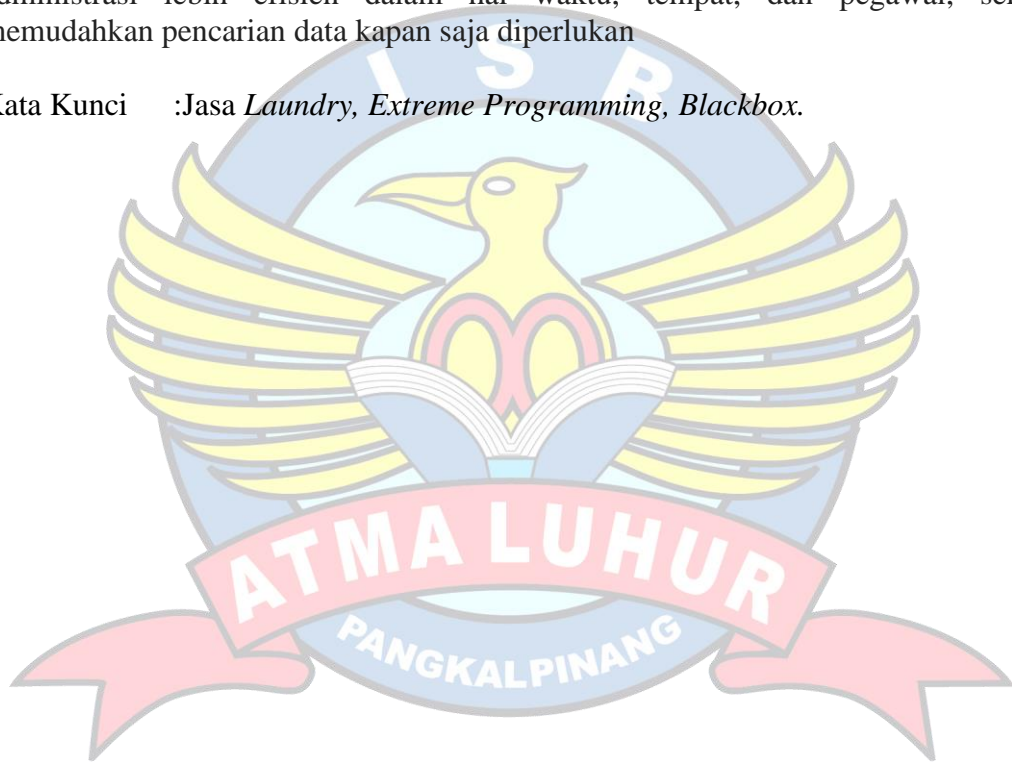 lebih efisien dalam hal waktu, tempat, dan pegawai,
memudahkan pencarian data kapan saja diperlukan
Kata Kunci :Jasa Laundry, Extreme Programming, Blackbox.
I S B
ATMA LUHUR
PANGKALPINANG